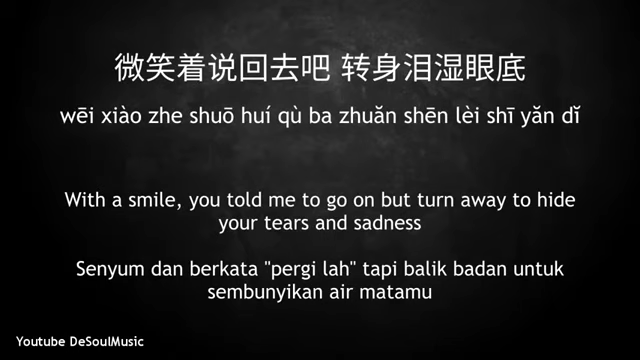 微笑着说回去吧 转身泪湿眼底
wēi xiào zhe shuō huí qù ba zhuǎn shēn lèi shī yǎn dǐ
With a smile, you told me to go on but turn away to hide
your tears and sadness
Senyum dan berkata "pergi lah" tapi balik badan untuk
sembunyikan air matamu
Youtube DeSoulMusic